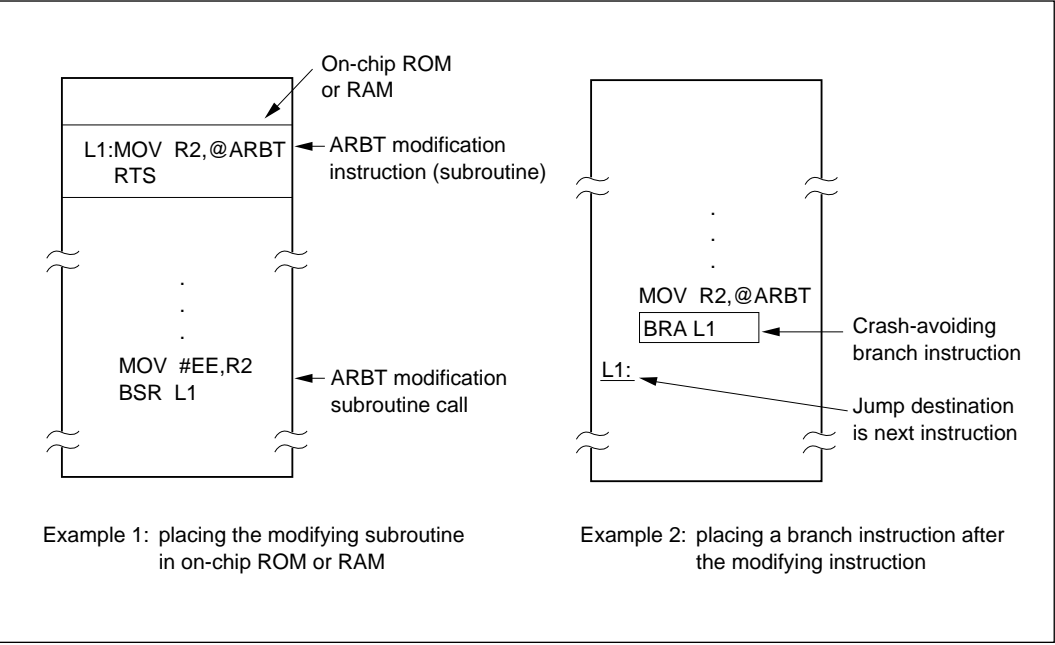 On-chip ROM
or RAM
L1:MOV R2,@ARBT
RTS
ARBT modification
instruction (subroutine)
.
.
.
MOV #EE,R2
BSR L1
ARBT modification
subroutine call
Example 1: placing the modifying subroutine
in on-chip ROM or RAM
.
.
.
MOV R2,@ARBT
BRA L1
Crash-avoiding
branch instruction
L1:
Jump destination
is next instruction
Example 2: placing a branch instruction after
the modifying instruction